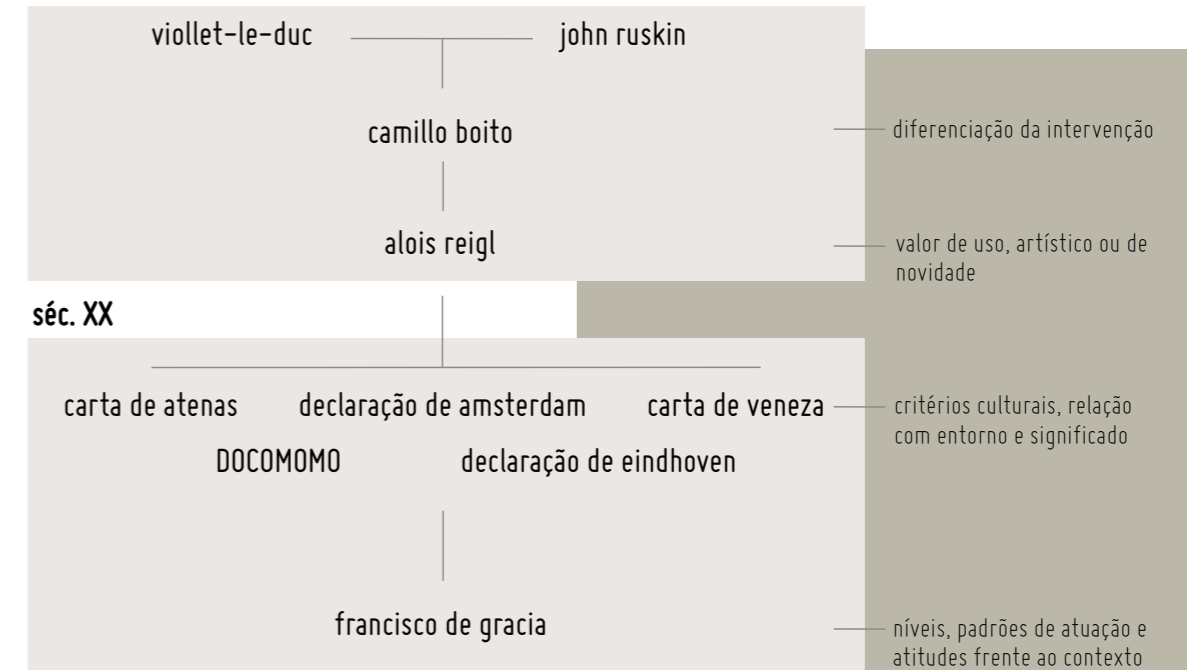 viollet-le-duc john ruskin
camillo boito
diferenciação da intervenção
alois reigl
valor de uso, artístico ou de
novidade
séc. XX
carta de atenas declaração de amsterdam carta de veneza
critérios culturais, relação
com entorno e significado
DOCOMOMO declaração de eindhoven
francisco de gracia
níveis, padrões de atuação e
atitudes frente ao contexto